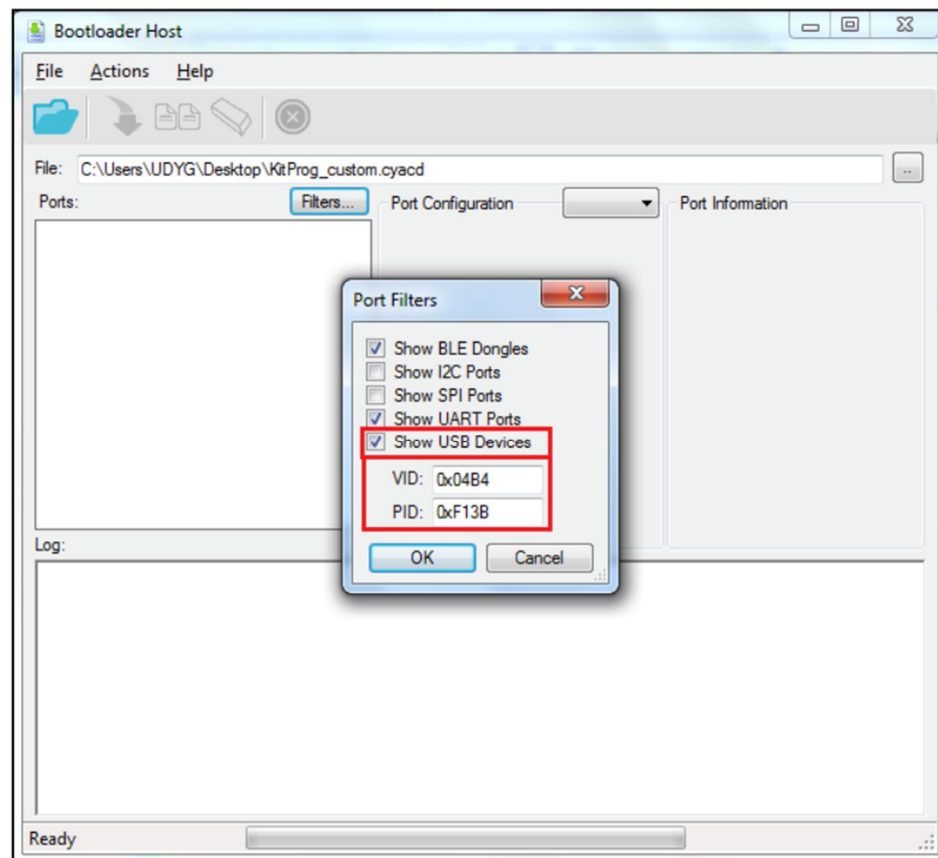 Bootloader Host
File Actions Help
File: C:\Users\UDYG\Desktop\KitProg_custom.cyacd ..
Ports: Filters... Port Configuration Port Information
Port Filters
Show BLE Dongles
Show I2C Ports
Show SPI Ports
Show UART Ports
Show USB Devices
VID: 0x04B4
PID: 0xF13B
OK Cancel
Log:
Ready